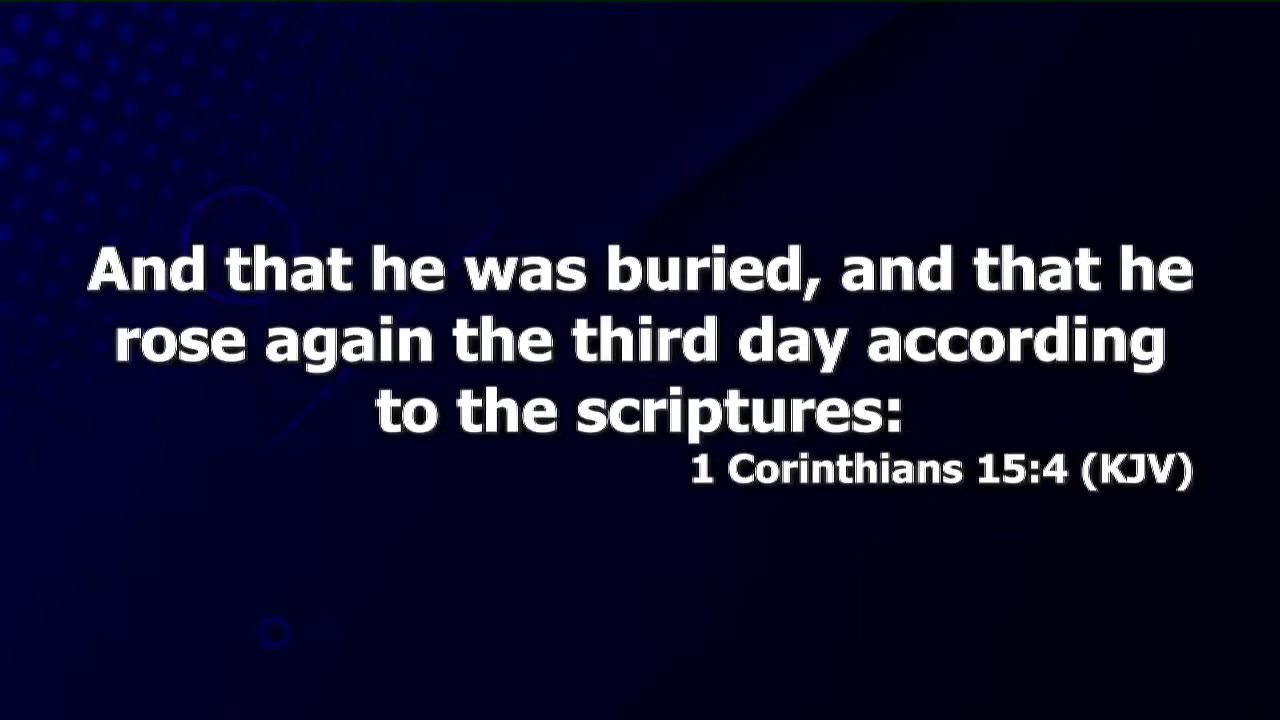 And that he was buried, and that he
rose again the third day according
to the scriptures:
1 Corinthians 15:4 (KJV)